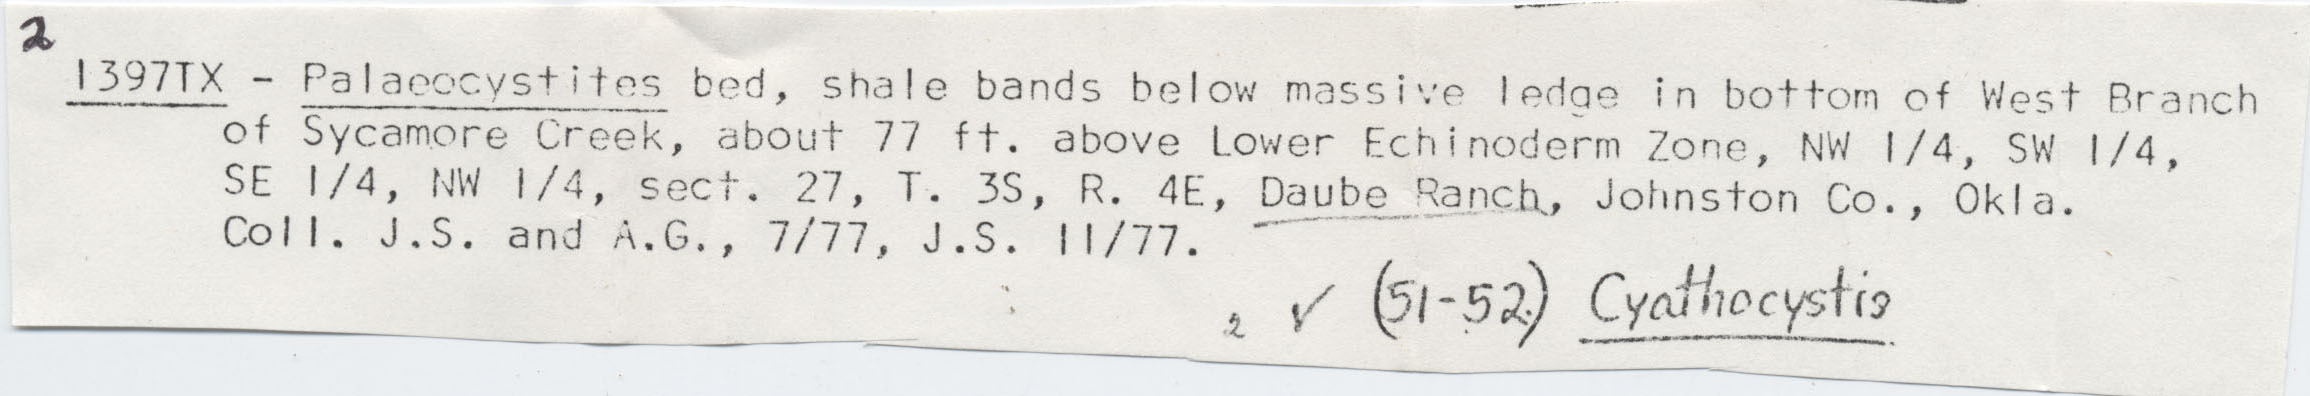 2
1397TX - Palaeocystites bed, shale bands below massive ledge in bottom of West Branch
of Sycamore Creek, about 77 ft. above Lower Echinoderm Zone, NW 1/4, SW 1/4,
SE 1/4, NW 1/4, sect. 27, T. 3S, R. 4E, Daube Ranch, Johnston Co., Okla.
Coll. J.S. and A.G., 7/77, J.S. 11/77.
2 ✓ (51-52) Cyathocystis